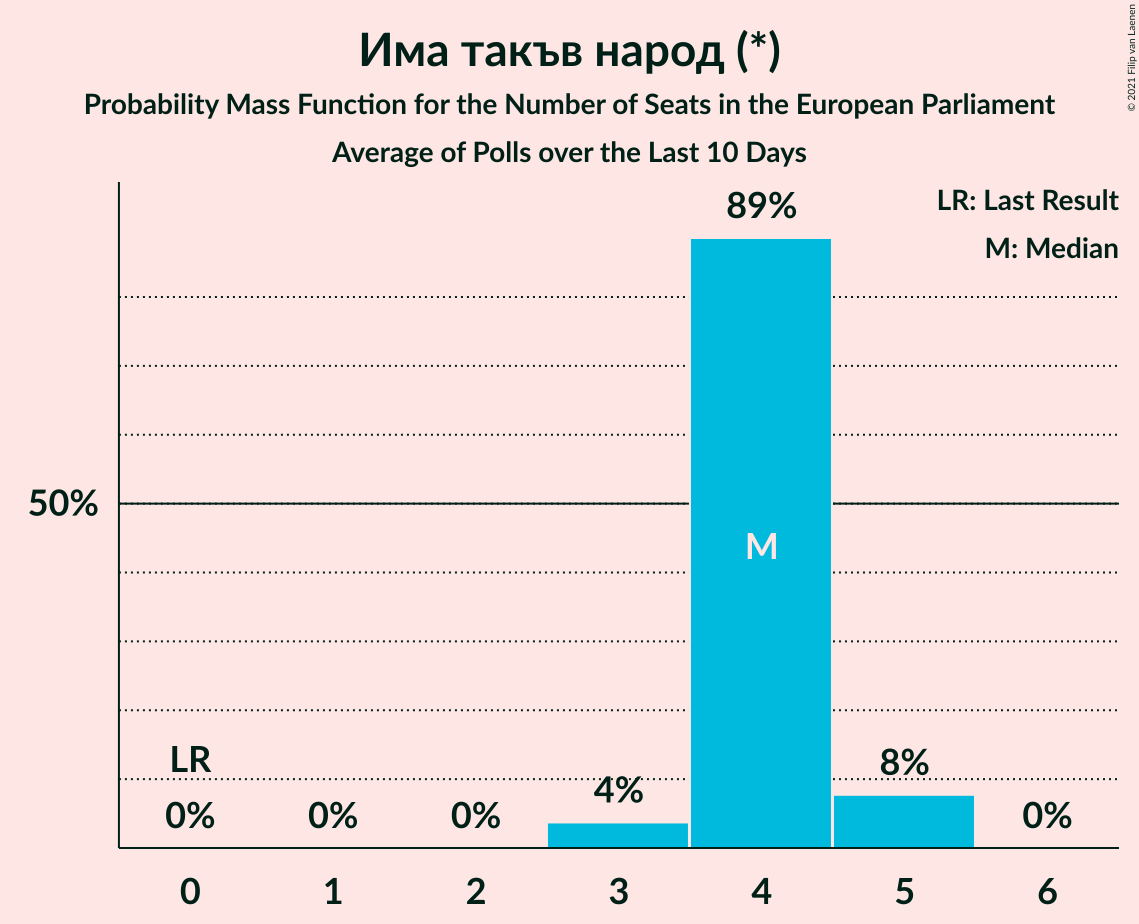 Има такъв народ (*)
Probability Mass Function for the Number of Seats in the European Parliament
Average of Polls over the Last 10 Days
© 2021 Filip van Laenen
LR: Last Result
M: Median
89%
50%
M
LR
0%
0%
0%
4%
8%
0%
0
1
2
3
4
5
6